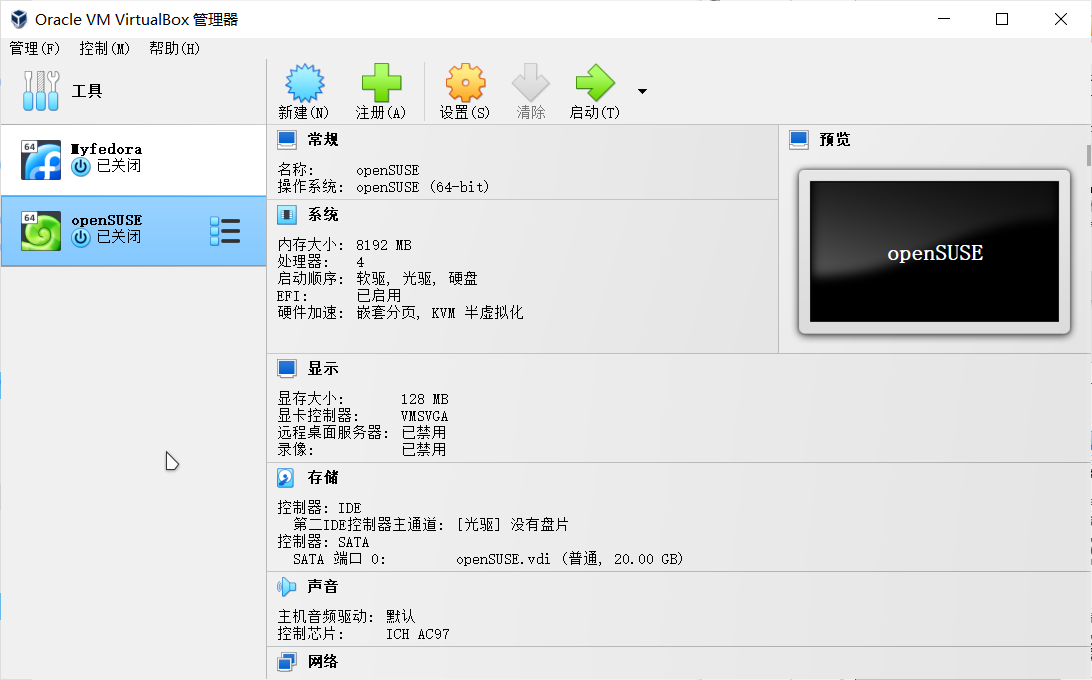 Oracle VM VirtualBox 管理器
管理(F) 控制(M) 帮助(H)
工具
新建(N) 注册(A) 设置(S) 清除 启动(T)
64
Myfedora
已关闭
64
openSUSE
已关闭
常规
名称: openSUSE
操作系统: openSUSE (64-bit)
系统
内存大小: 8192 MB
处理器: 4
启动顺序: 软驱, 光驱, 硬盘
EFI: 已启用
硬件加速: 嵌套分页, KVM 半虚拟化
预览
openSUSE
显示
显存大小: 128 MB
显卡控制器: VMSVGA
远程桌面服务器: 已禁用
录像: 已禁用
存储
控制器: IDE
第二IDE控制器主通道: [光驱] 没有盘片
控制器: SATA
SATA 端口 0: openSUSE.vdi (普通, 20.00 GB)
声音
主机音频驱动: 默认
控制芯片: ICH AC97
网络